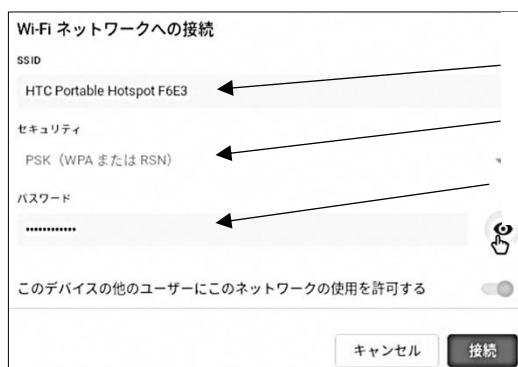 Wi-Fi ネットワークへの接続
SSID
HTC Portable Hotspot F6E3
セキュリティ
PSK（WPA または RSN）
パスワード
••••••••••••
このデバイスの他のユーザーにこのネットワークの使用を許可する
キャンセル 接続